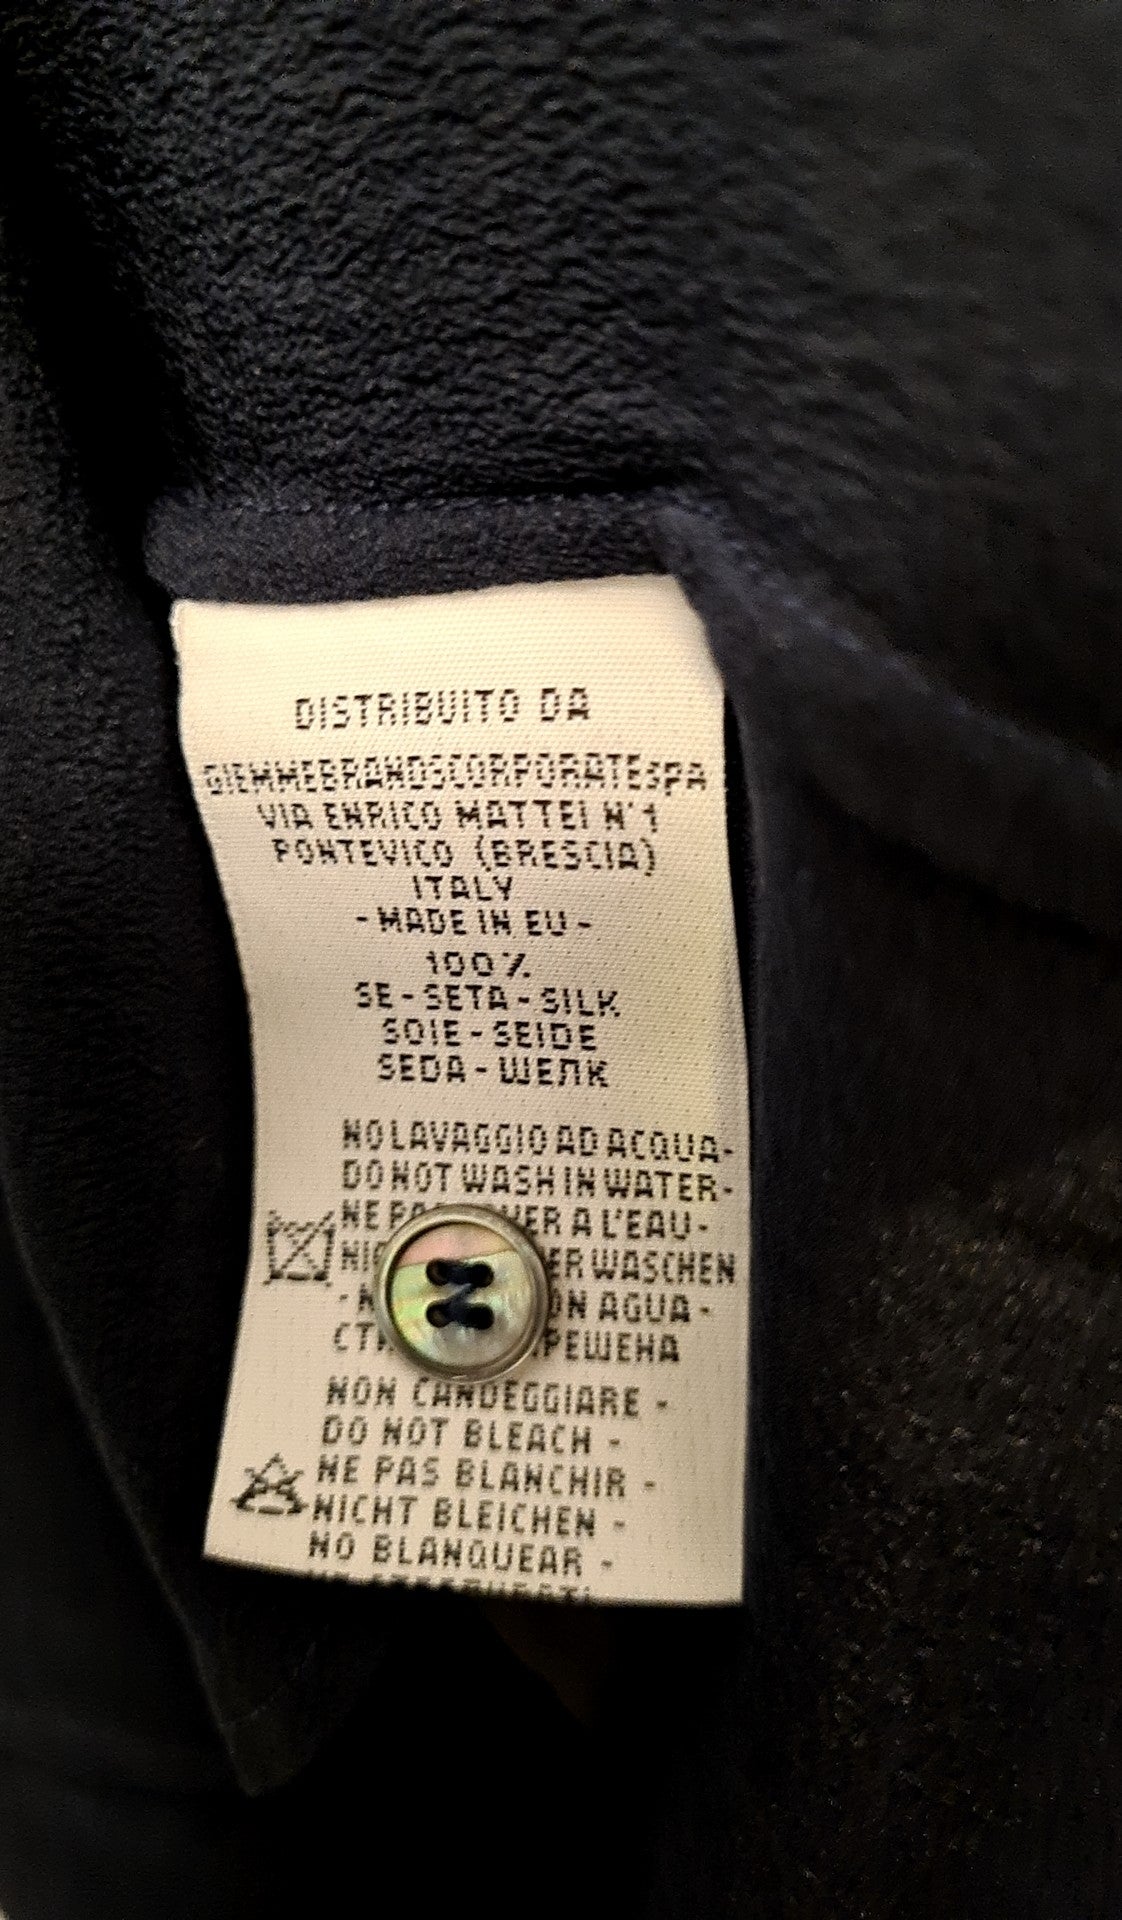 DISTRIBUITO DA
GIEMMEBRANDSCORPORATESPA
VIA ENRICO MATTEI N°1
PONTEVICO (BRESCIA)
ITALY
- MADE IN EU -
100%
SE - SETA - SILK
SOIE - SEIDE
SEDA - ШЕЛК
NO LAVAGGIO AD ACQUA-
DO NOT WASH IN WATER-
NE A L'EAU-
WASCHEN
AGUA -
NON CANDEGGIARE -
DO NOT BLEACH -
NE PAS BLANCHIR -
NICHT BLEICHEN -
NO BLANQUEAR -